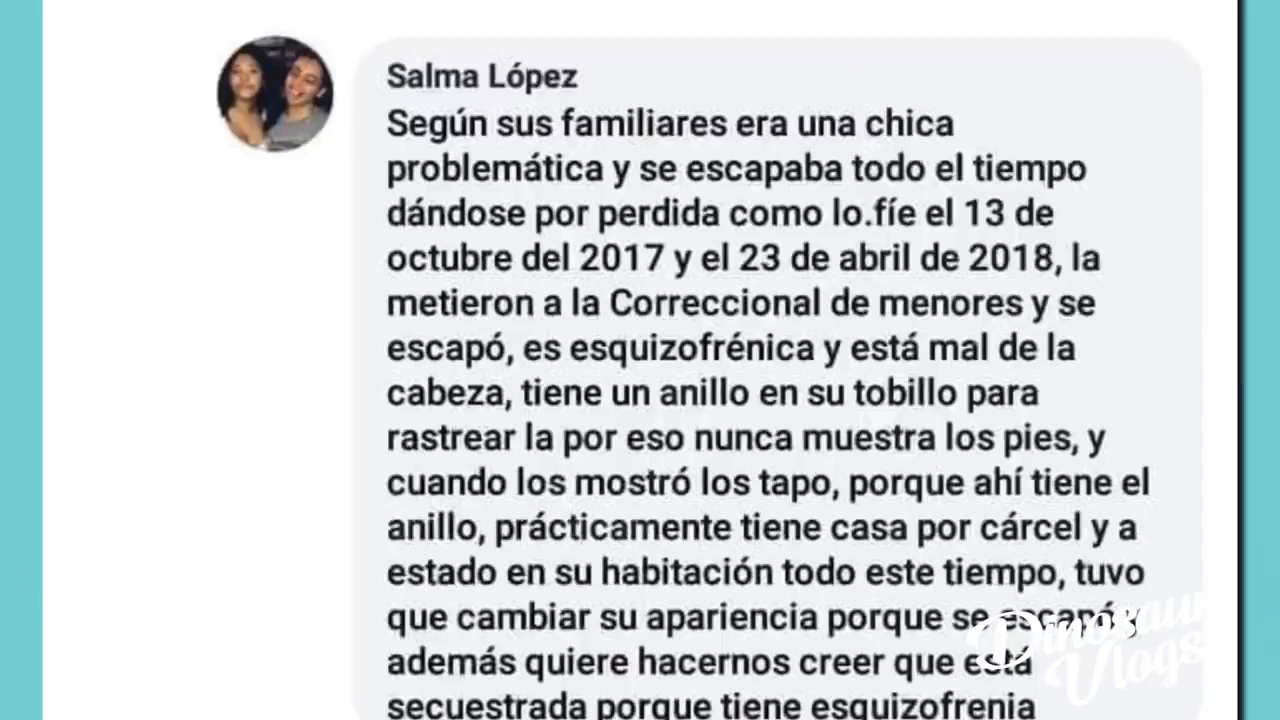 Salma López
Según sus familiares era una chica
problemática y se escapaba todo el tiempo
dándose por perdida como lo.fíe el 13 de
octubre del 2017 y el 23 de abril de 2018, la
metieron a la Correccional de menores y se
escapó, es esquizofrénica y está mal de la
cabeza, tiene un anillo en su tobillo para
rastrear la por eso nunca muestra los pies, y
cuando los mostró los tapo, porque ahí tiene el
anillo, prácticamente tiene casa por cárcel y a
estado en su habitación todo este tiempo, tuvo
que cambiar su apariencia porque se escapó
además quiere hacernos creer que está
secuestrada porque tiene esquizofrenia
Dinosaur
Vlogs